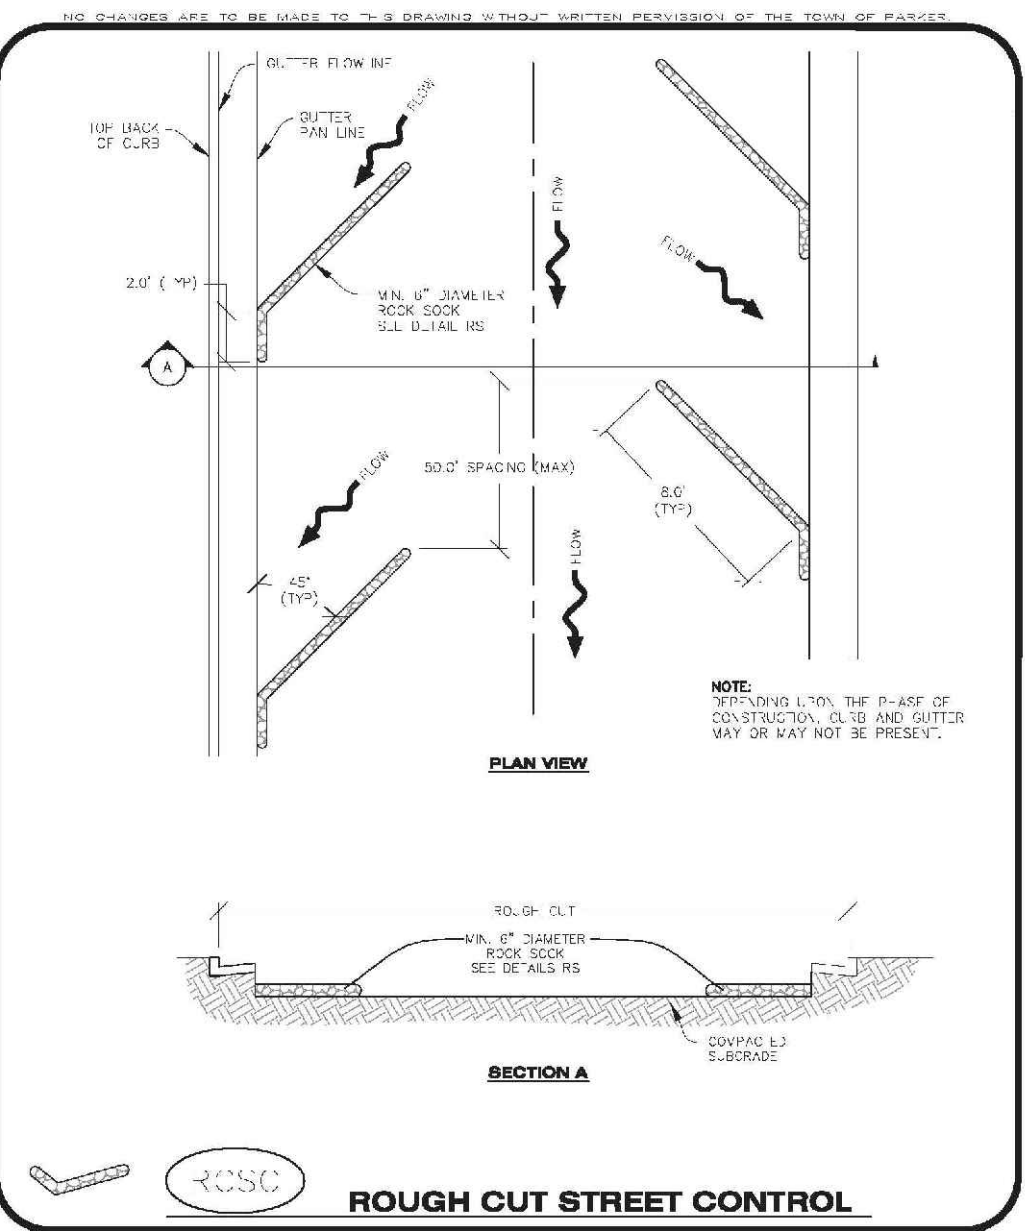 NO CHANGES ARE TO BE MADE TO THIS DRAWING WITHOUT WRITTEN PERMISSION OF THE TOWN OF PARKER.
GUTTER FLOWLINE
TOP BACK
OF CURB
GUTTER
PAN LINE
FLOW
FLOW
FLOW
2.0' (TYP)
MIN. 6" DIAMETER
ROCK SOCK
SEE DETAIL RS
A
50.0' SPACING (MAX)
FLOW
8.0'
(TYP)
FLOW
45°
(TYP)
NOTE:
DEPENDING UPON THE PHASE OF
CONSTRUCTION, CURB AND GUTTER
MAY OR MAY NOT BE PRESENT.
PLAN VIEW
ROUGH CUT
MIN. 6" DIAMETER
ROCK SOCK
SEE DETAILS RS
COMPACTED
SUBGRADE
SECTION A
RCSC
ROUGH CUT STREET CONTROL